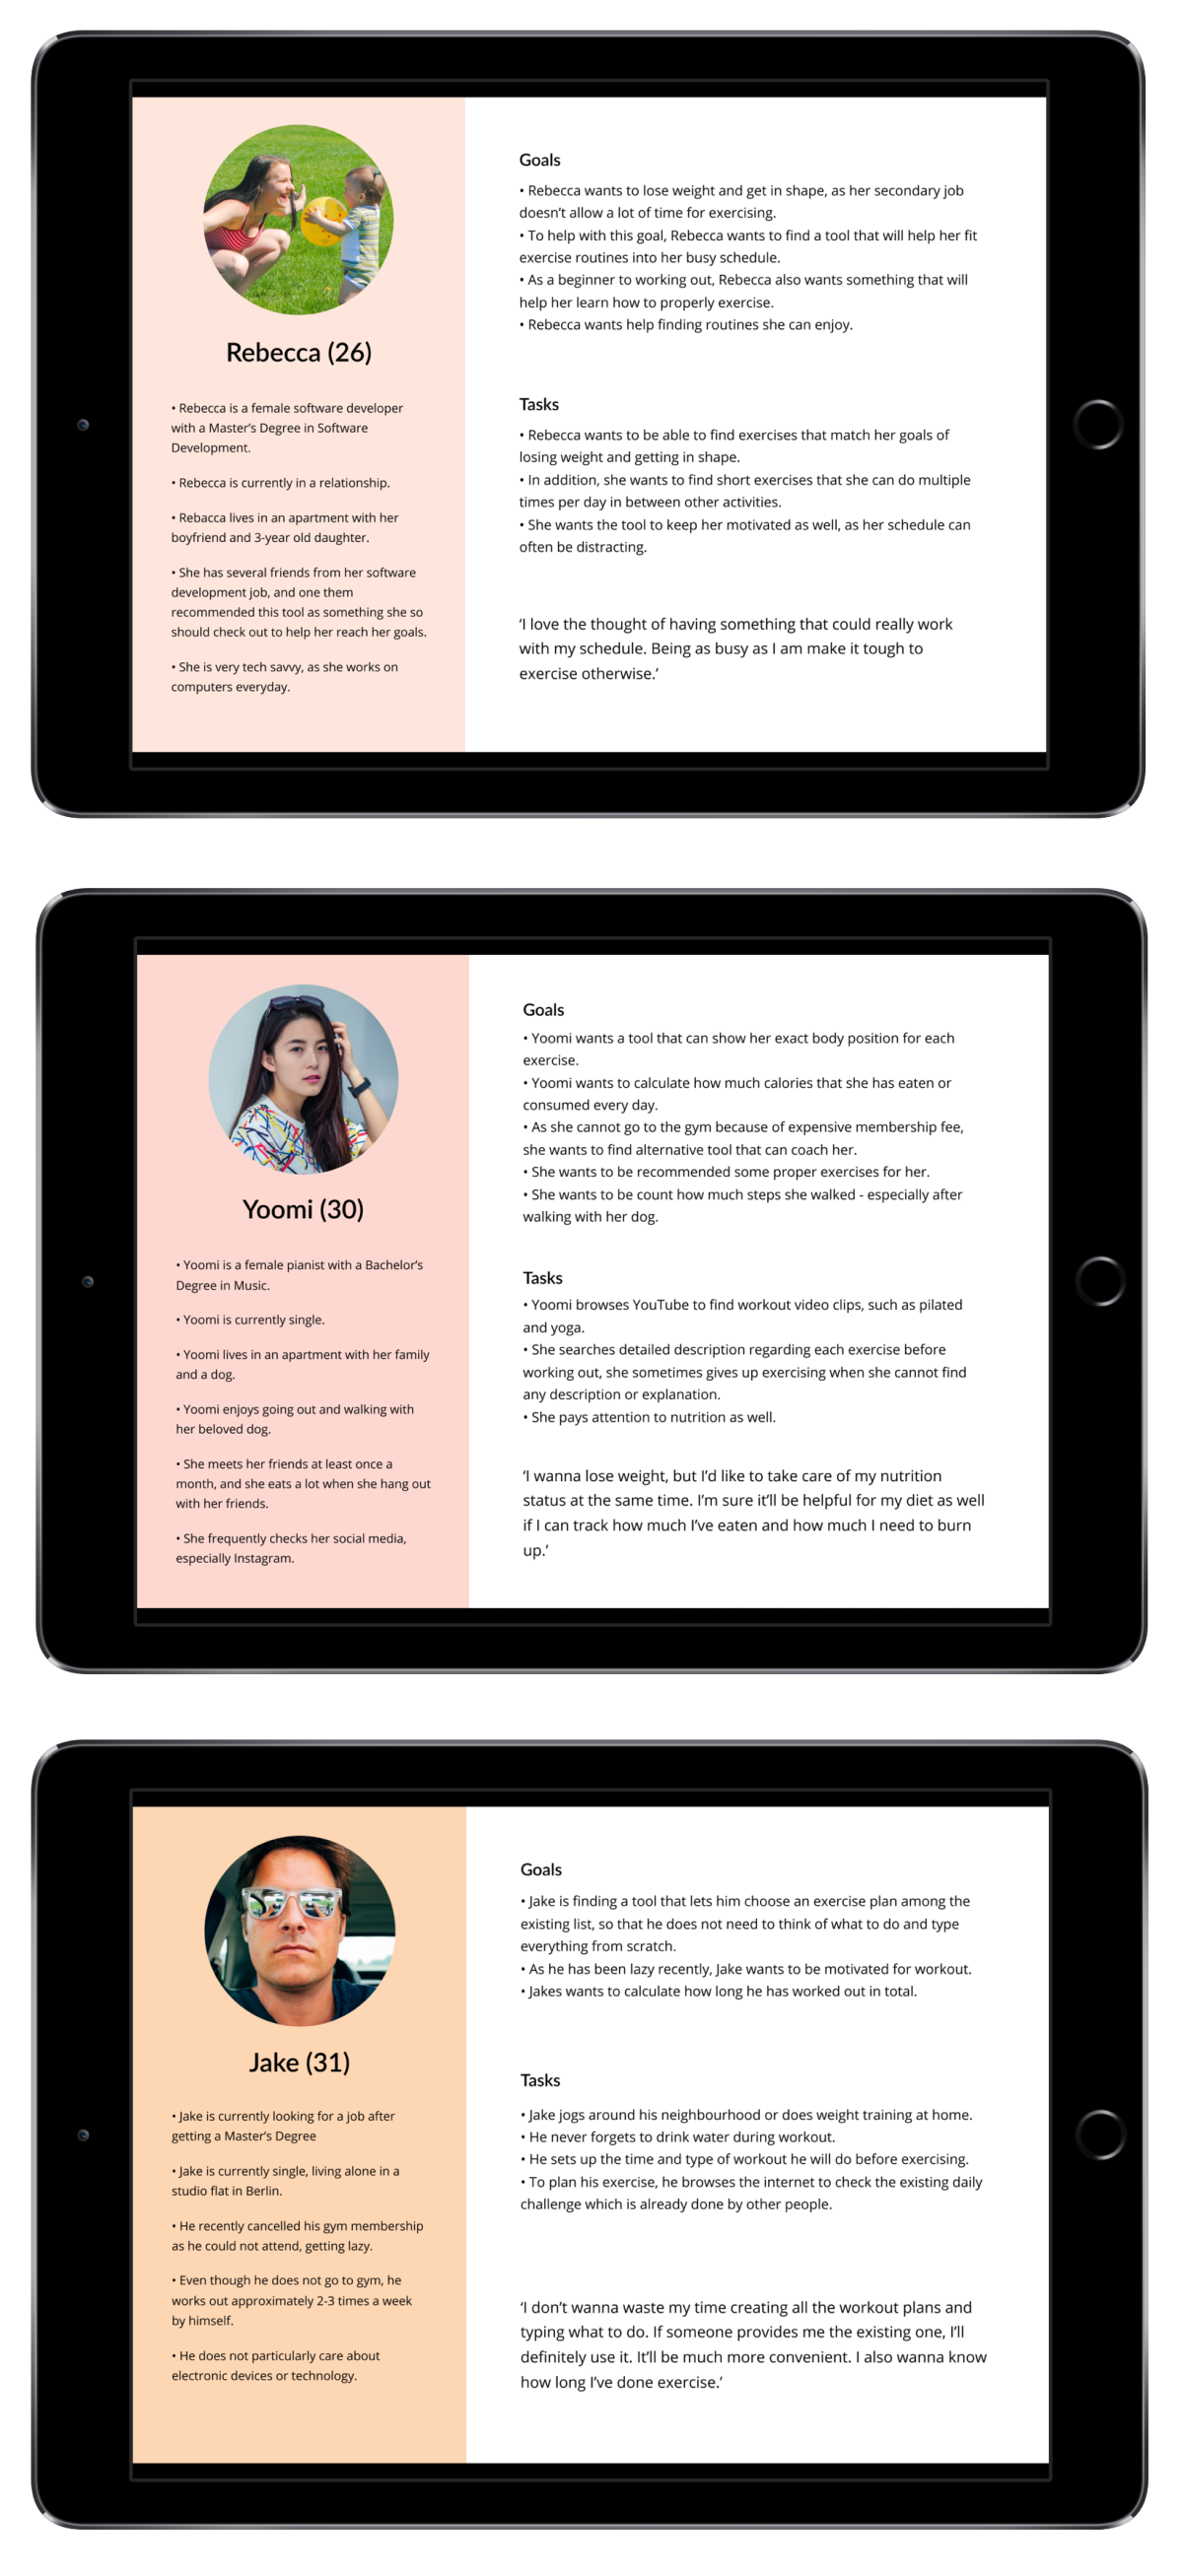 Rebecca (26)
• Rebecca is a female software developer
with a Master's Degree in Software
Development.
• Rebecca is currently in a relationship.
• Rebacca lives in an apartment with her
boyfriend and 3-year old daughter.
• She has several friends from her software
development job, and one them
recommended this tool as something she so
should check out to help her reach her goals.
• She is very tech savvy, as she works on
computers everyday.
Goals
• Rebecca wants to lose weight and get in shape, as her secondary job
doesn't allow a lot of time for exercising.
• To help with this goal, Rebecca wants to find a tool that will help her fit
exercise routines into her busy schedule.
• As a beginner to working out, Rebecca also wants something that will
help her learn how to properly exercise.
• Rebecca wants help finding routines she can enjoy.
Tasks
• Rebecca wants to be able to find exercises that match her goals of
losing weight and getting in shape.
• In addition, she wants to find short exercises that she can do multiple
times per day in between other activities.
• She wants the tool to keep her motivated as well, as her schedule can
often be distracting.
‘I love the thought of having something that could really work
with my schedule. Being as busy as I am make it tough to
exercise otherwise.’
Yoomi (30)
• Yoomi is a female pianist with a Bachelor's
Degree in Music.
• Yoomi is currently single.
• Yoomi lives in an apartment with her family
and a dog.
• Yoomi enjoys going out and walking with
her beloved dog.
• She meets her friends at least once a
month, and she eats a lot when she hang out
with her friends.
• She frequently checks her social media,
especially Instagram.
Goals
• Yoomi wants a tool that can show her exact body position for each
exercise.
• Yoomi wants to calculate how much calories that she has eaten or
consumed every day.
• As she cannot go to the gym because of expensive membership fee,
she wants to find alternative tool that can coach her.
• She wants to be recommended some proper exercises for her.
• She wants to be count how much steps she walked - especially after
walking with her dog.
Tasks
• Yoomi browses YouTube to find workout video clips, such as pilated
and yoga.
• She searches detailed description regarding each exercise before
working out, she sometimes gives up exercising when she cannot find
any description or explanation.
• She pays attention to nutrition as well.
‘I wanna lose weight, but I’d like to take care of my nutrition
status at the same time. I’m sure it’ll be helpful for my diet as well
if I can track how much I’ve eaten and how much I need to burn
up.’
Jake (31)
• Jake is currently looking for a job after
getting a Master's Degree
• Jake is currently single, living alone in a
studio flat in Berlin.
• He recently cancelled his gym membership
as he could not attend, getting lazy.
• Even though he does not go to gym, he
works out approximately 2-3 times a week
by himself.
• He does not particularly care about
electronic devices or technology.
Goals
• Jake is finding a tool that lets him choose an exercise plan among the
existing list, so that he does not need to think of what to do and type
everything from scratch.
• As he has been lazy recently, Jake wants to be motivated for workout.
• Jakes wants to calculate how long he has worked out in total.
Tasks
• Jake jogs around his neighbourhood or does weight training at home.
• He never forgets to drink water during workout.
• He sets up the time and type of workout he will do before exercising.
• To plan his exercise, he browses the internet to check the existing daily
challenge which is already done by other people.
‘I don’t wanna waste my time creating all the workout plans and
typing what to do. If someone provides me the existing one, I’ll
definitely use it. It’ll be much more convenient. I also wanna know
how long I’ve done exercise.’